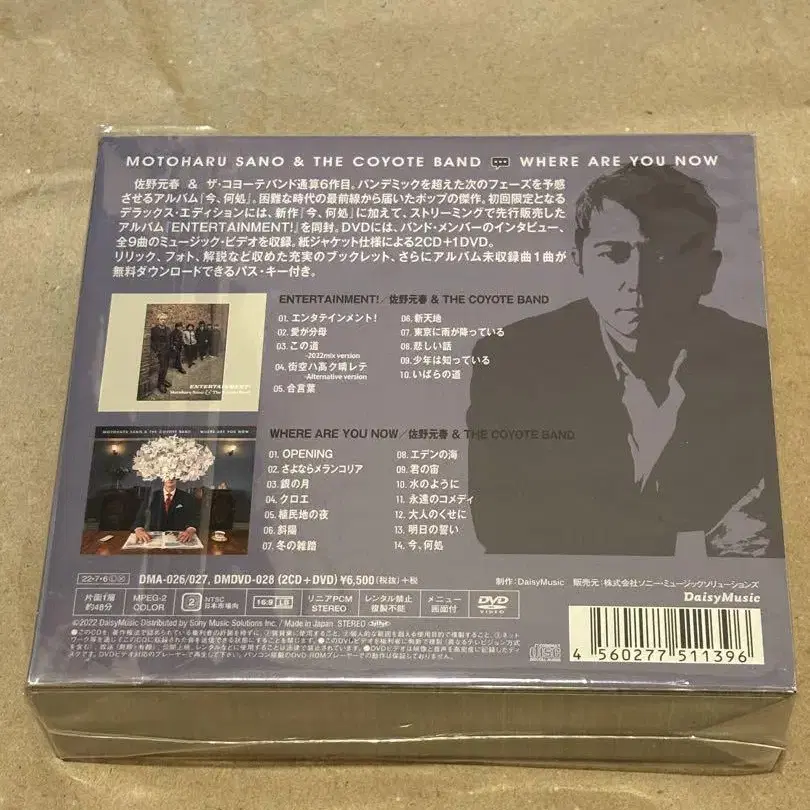 MOTOHARU SANO & THE COYOTE BAND WHERE ARE YOU NOW
佐野元春 & ザ・コヨーテバンド通算6作目。パンデミックを超えた次のフェーズを予感
させるアルバム『今、何処』。困難な時代の最前線から届いたポップの傑作。初回限定となる
デラックス・エディションには、新作『今、何処』に加えて、ストリーミングで先行販売した
アルバム『ENTERTAINMENT!』を同封。DVDには、バンド・メンバーのインタビュー、
全9曲のミュージック・ビデオを収録。紙ジャケット仕様による2CD+1DVD。
リリック、フォト、解説など収めた充実のブックレット、さらにアルバム未収録曲1曲が
無料ダウンロードできるパス・キー付き。
ENTERTAINMENT!／佐野元春 & THE COYOTE BAND
01. エンタテインメント!
02. 愛が分母
03. この道
-2022mix version
04. 街空ハ高ク晴レテ
-Alternative version
05. 合言葉
06. 新天地
07. 東京に雨が降っている
08. 悲しい話
09. 少年は知っている
10. いばらの道
ENTERTAINMENT!
Motoharu Sano & The Coyote Band
MOTOHARU SANO & THE COYOTE BAND WHERE ARE YOU NOW
WHERE ARE YOU NOW／佐野元春 & THE COYOTE BAND
01. OPENING
02. さよならメランコリア
03. 銀の月
04. クロエ
05. 植民地の夜
06. 斜陽
07. 冬の雑踏
08. エデンの海
09. 君の宙
10. 水のように
11. 永遠のコメディ
12. 大人のくせに
13. 明日の誓い
14. 今、何処
22・7・6 DMA-026/027, DMDVD-028 (2CD+DVD) ¥6,500(税抜)+税
制作：DaisyMusic 販売元：株式会社ソニー・ミュージックソリューションズ
DaisyMusic
片面1層
約48分
MPEG-2
COLOR
2
NTSC
日本市場向
16:9 LB
リニアPCM
STEREO
レンタル禁止
複製不能
メニュー
画面付
DVD
VIDEO
©2022 DaisyMusic Distributed by Sony Music Solutions Inc. / Made in Japan STEREO
4 560277 511396